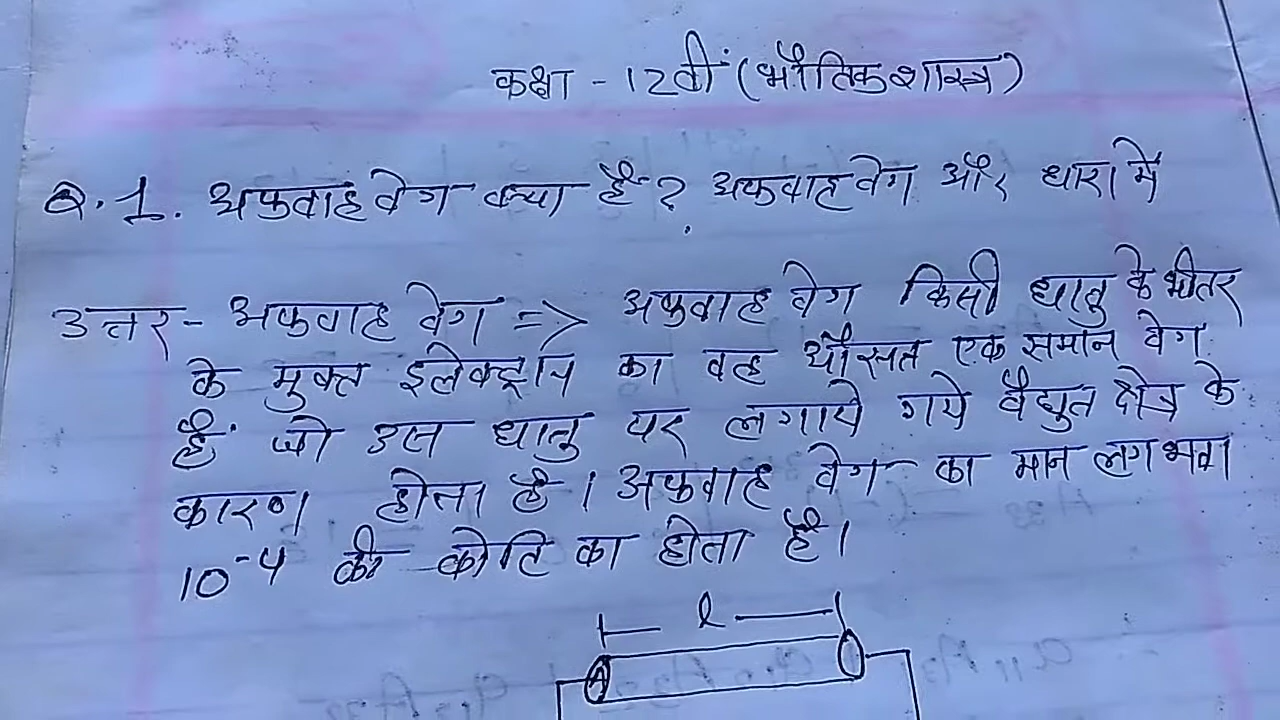 कक्षा - 12वीं (भौतिकशास्त्र)
Q.1. अपवाह वेग क्या है? अपवाह वेग और धारा में
उत्तर - अपवाह वेग => अपवाह वेग किसी धातु के भीतर
के मुक्त इलेक्ट्रान का वह औसत एक समान वेग
हैं जो उस धातु पर लगाये गये वैद्युत क्षेत्र के
कारण होता है। अपवाह वेग का मान लगभग
10⁻⁴ की कोटि का होता है।
l
A